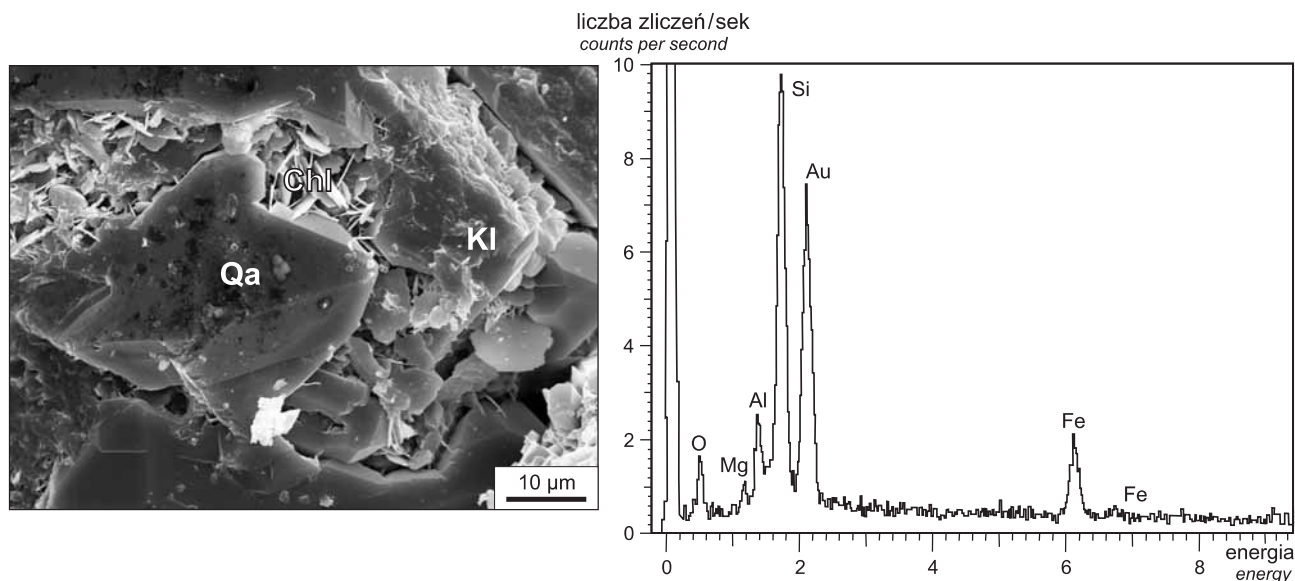 liczba zliczeń/sek
counts per second
Chl
Kl
Qa
10 µm
10
8
6
4
2
0
Si
Au
Al
O
Mg
Fe
Fe
0
2
4
6
8
energia
energy